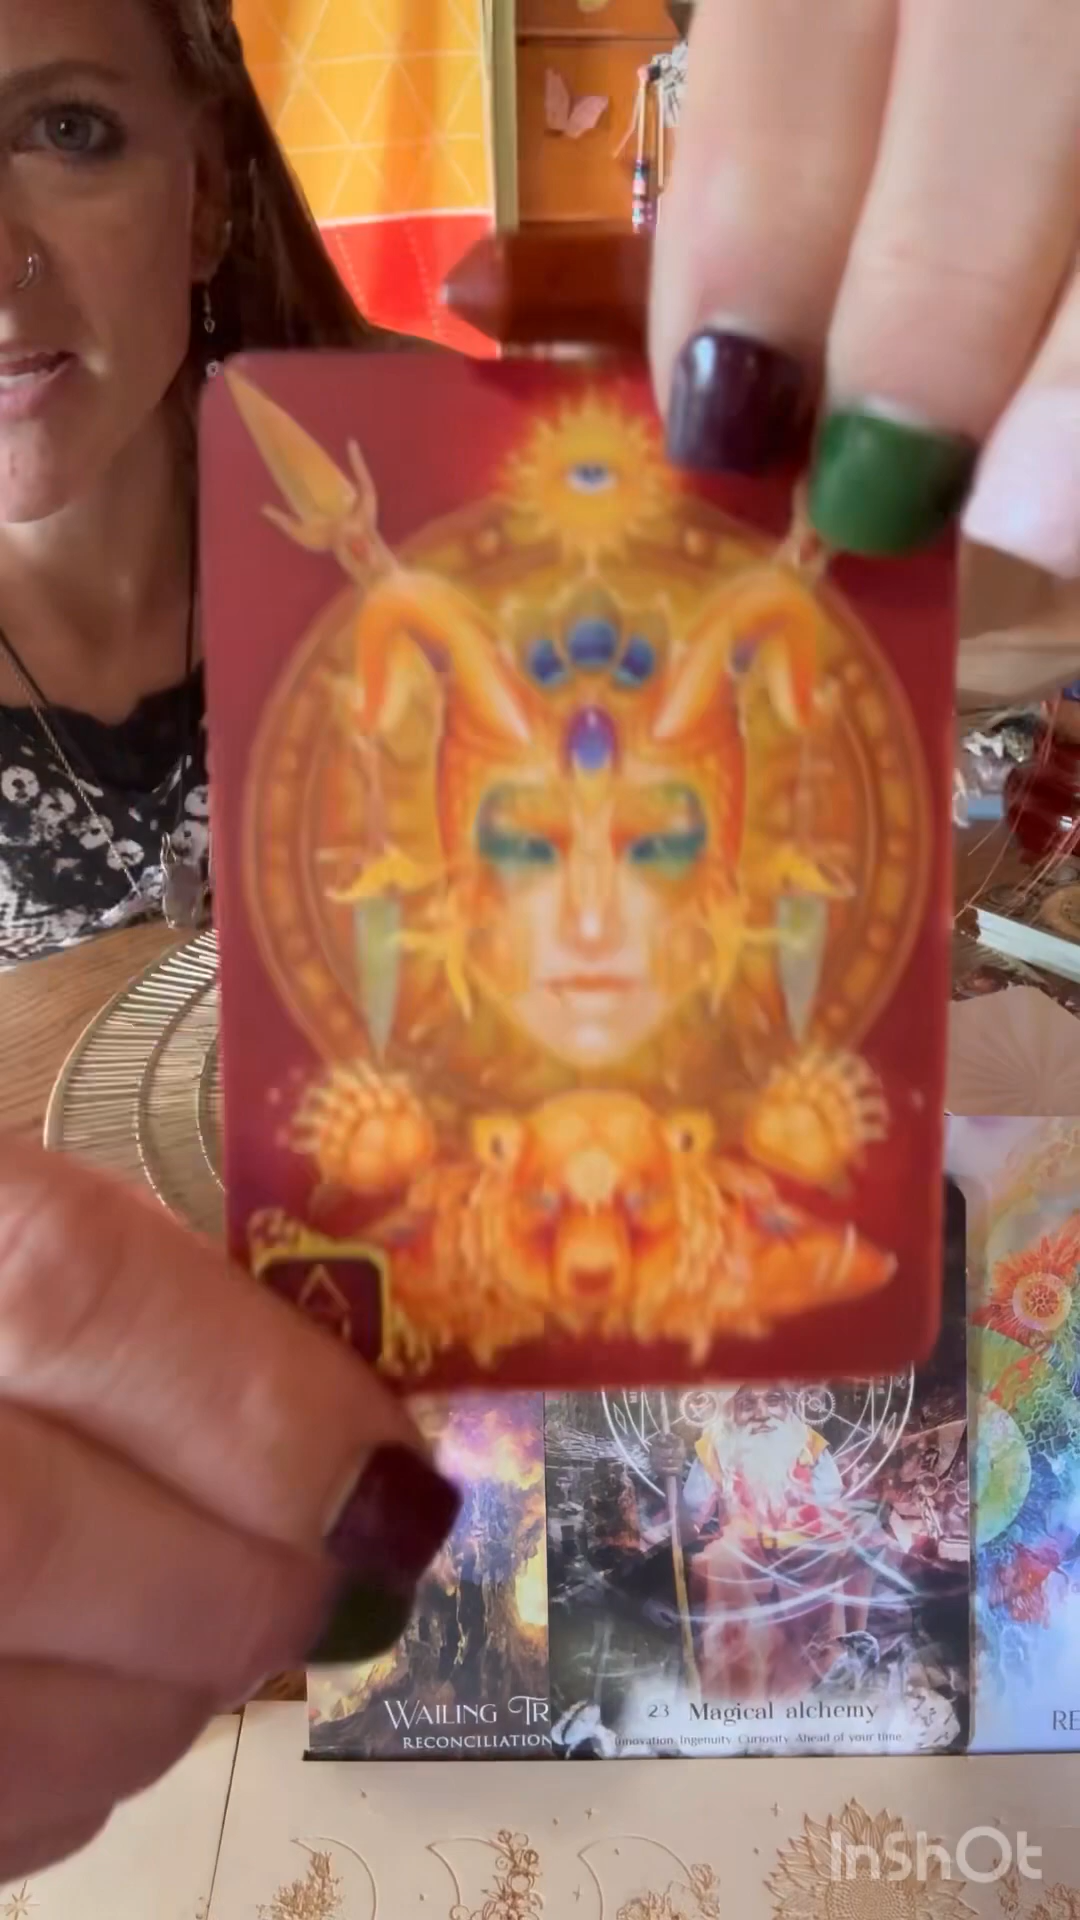 WAILING TR
RECONCILIATION
23 Magical alchemy
Innovation Ingenuity Curiosity Ahead of your time
RE
InShOt